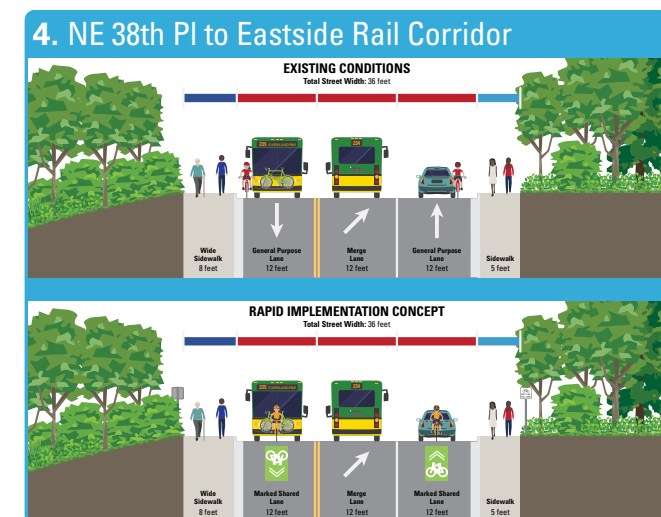 4. NE 38th Pl to Eastside Rail Corridor
EXISTING CONDITIONS
Total Street Width: 36 feet
Wide
Sidewalk
8 feet
General Purpose
Lane
12 feet
Merge
Lane
12 feet
General Purpose
Lane
12 feet
Sidewalk
5 feet
RAPID IMPLEMENTATION CONCEPT
Total Street Width: 36 feet
Wide
Sidewalk
8 feet
Marked Shared
Lane
12 feet
Merge
Lane
12 feet
Marked Shared
Lane
12 feet
Sidewalk
5 feet